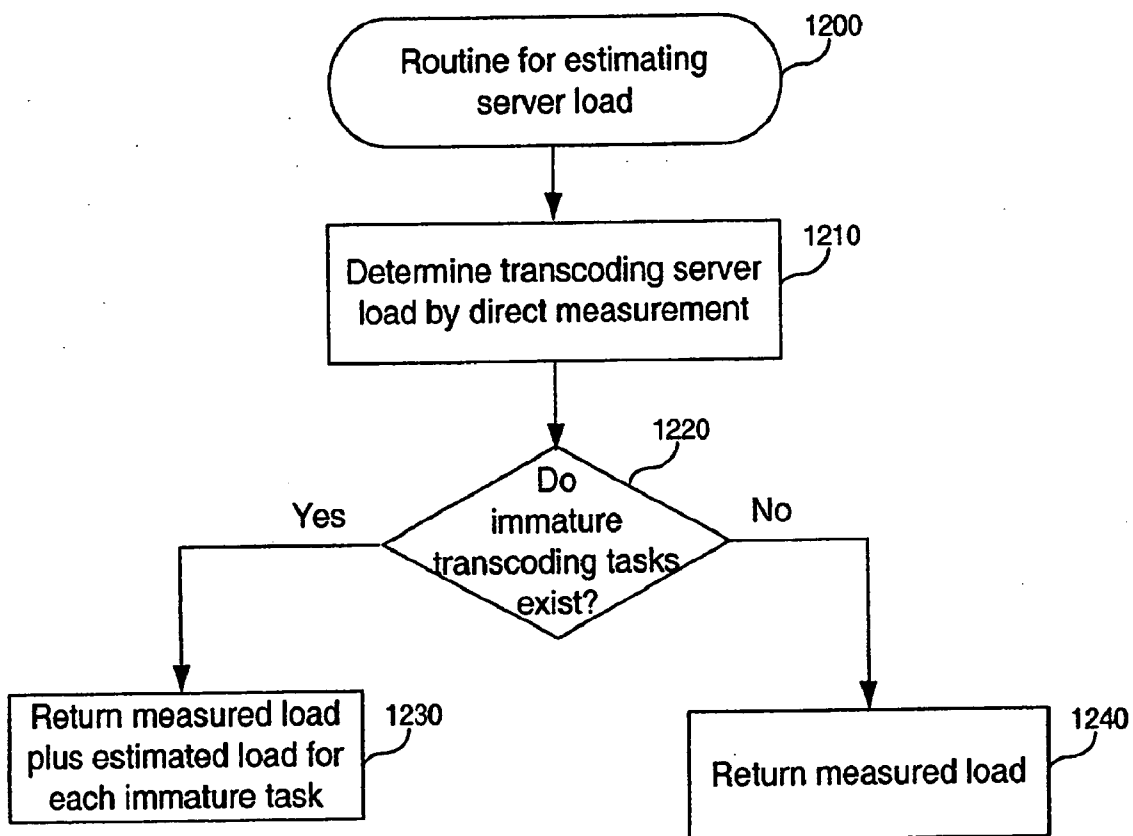 1200
Routine for estimating
server load
1210
Determine transcoding server
load by direct measurement
1220
Do
immature
transcoding tasks
exist?
Yes
No
Return measured load
plus estimated load for
each immature task
1230
1240
Return measured load